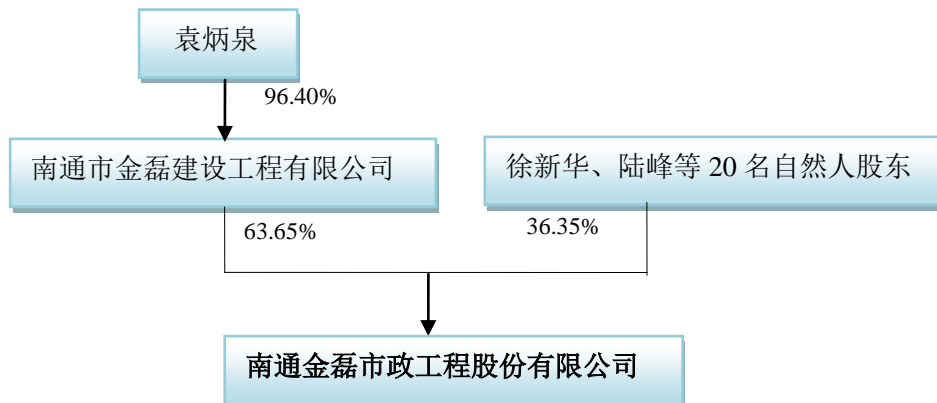 袁炳泉
96.40%
南通市金磊建设工程有限公司
徐新华、陆峰等 20 名自然人股东
63.65%
36.35%
南通金磊市政工程股份有限公司